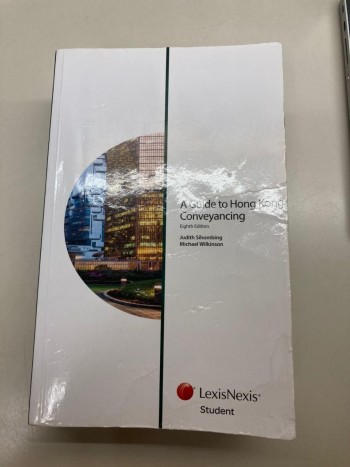 A Guide to Hong Kong
Conveyancing
Eighth Edition
Judith Sihombing
Michael Wilkinson
LexisNexis®
Student